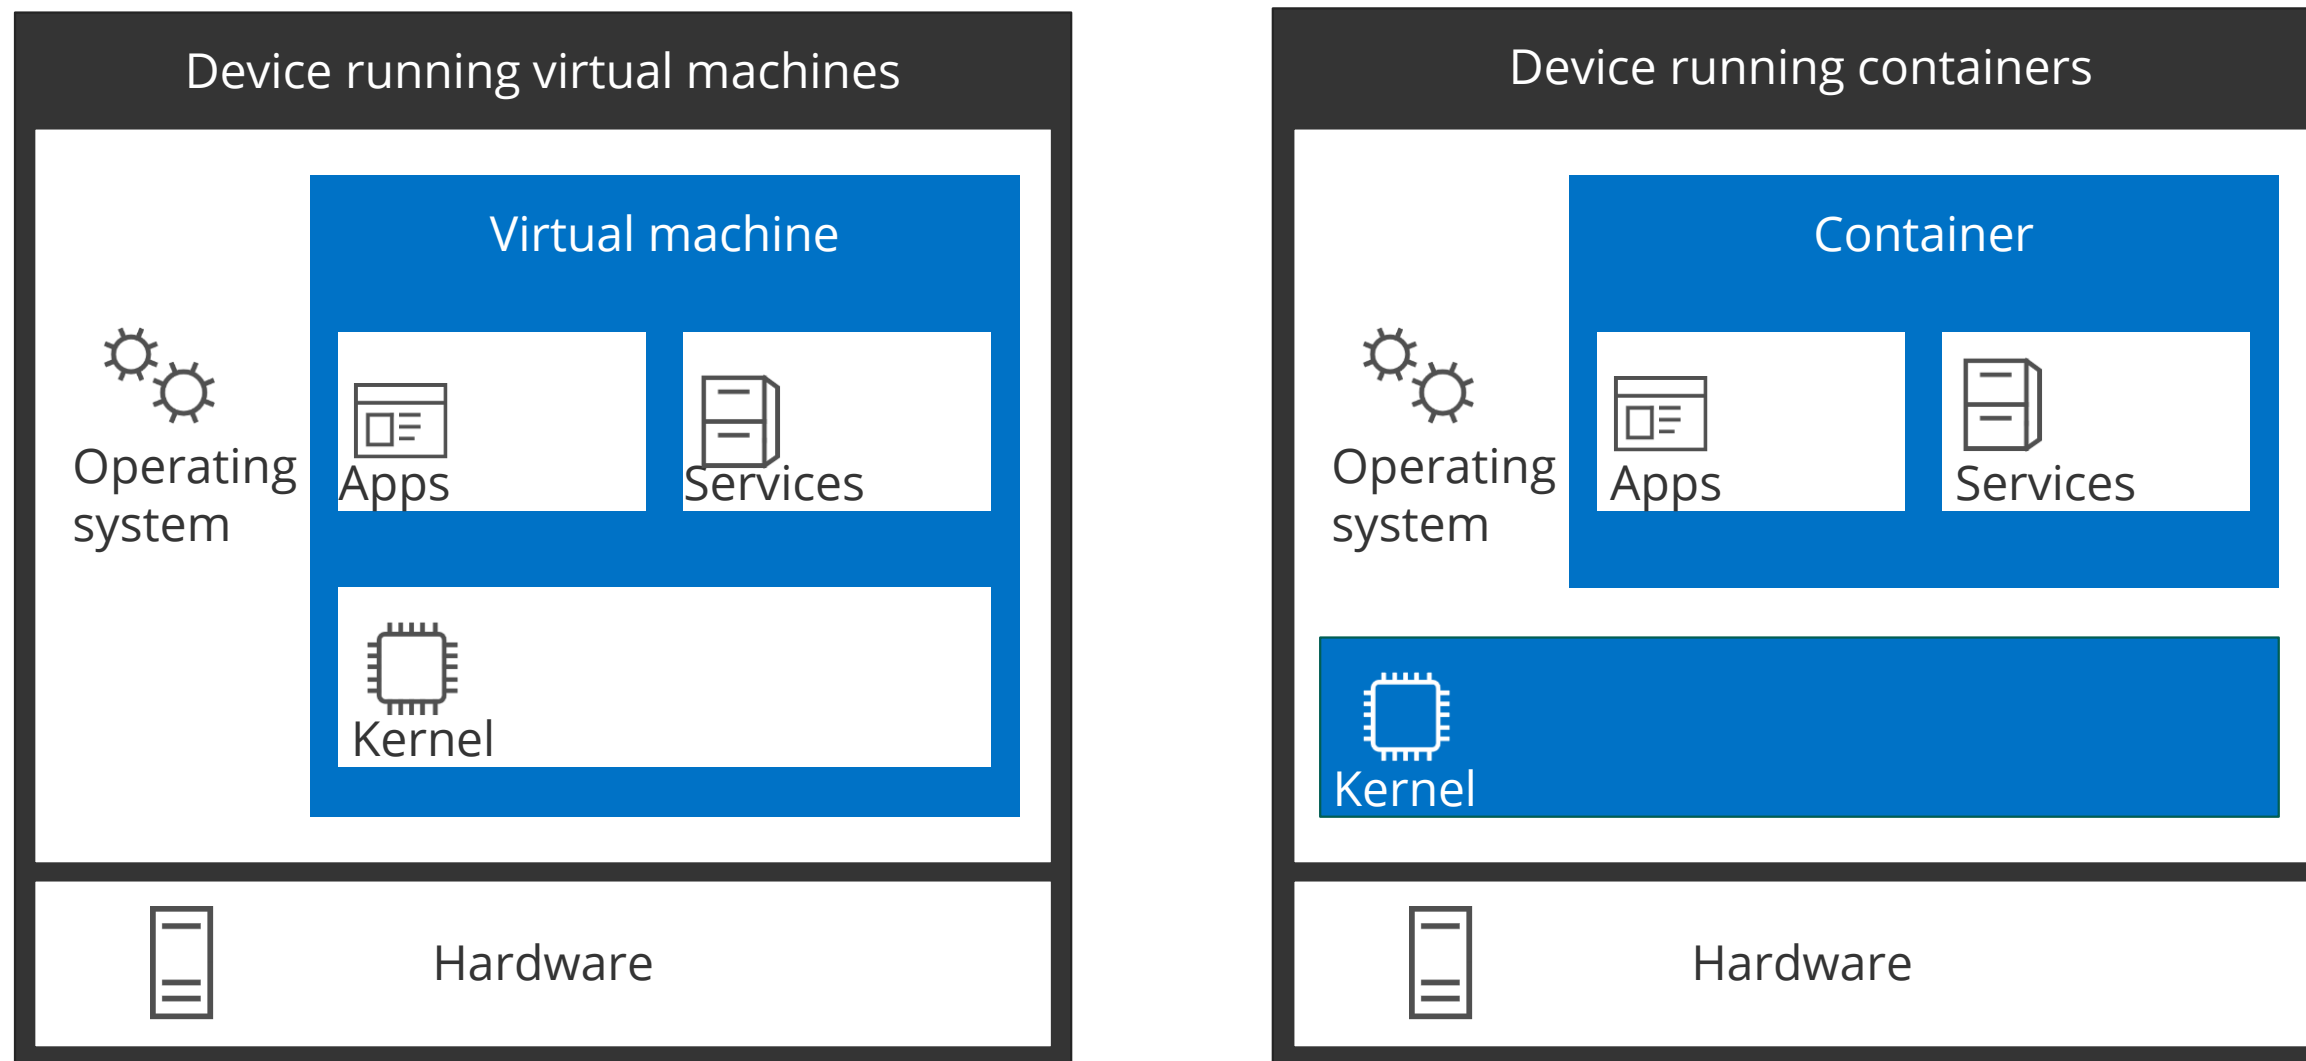 Device running virtual machines
Virtual machine
Operating
system
Apps
Services
Kernel
Hardware
Device running containers
Container
Operating
system
Apps
Services
Kernel
Hardware